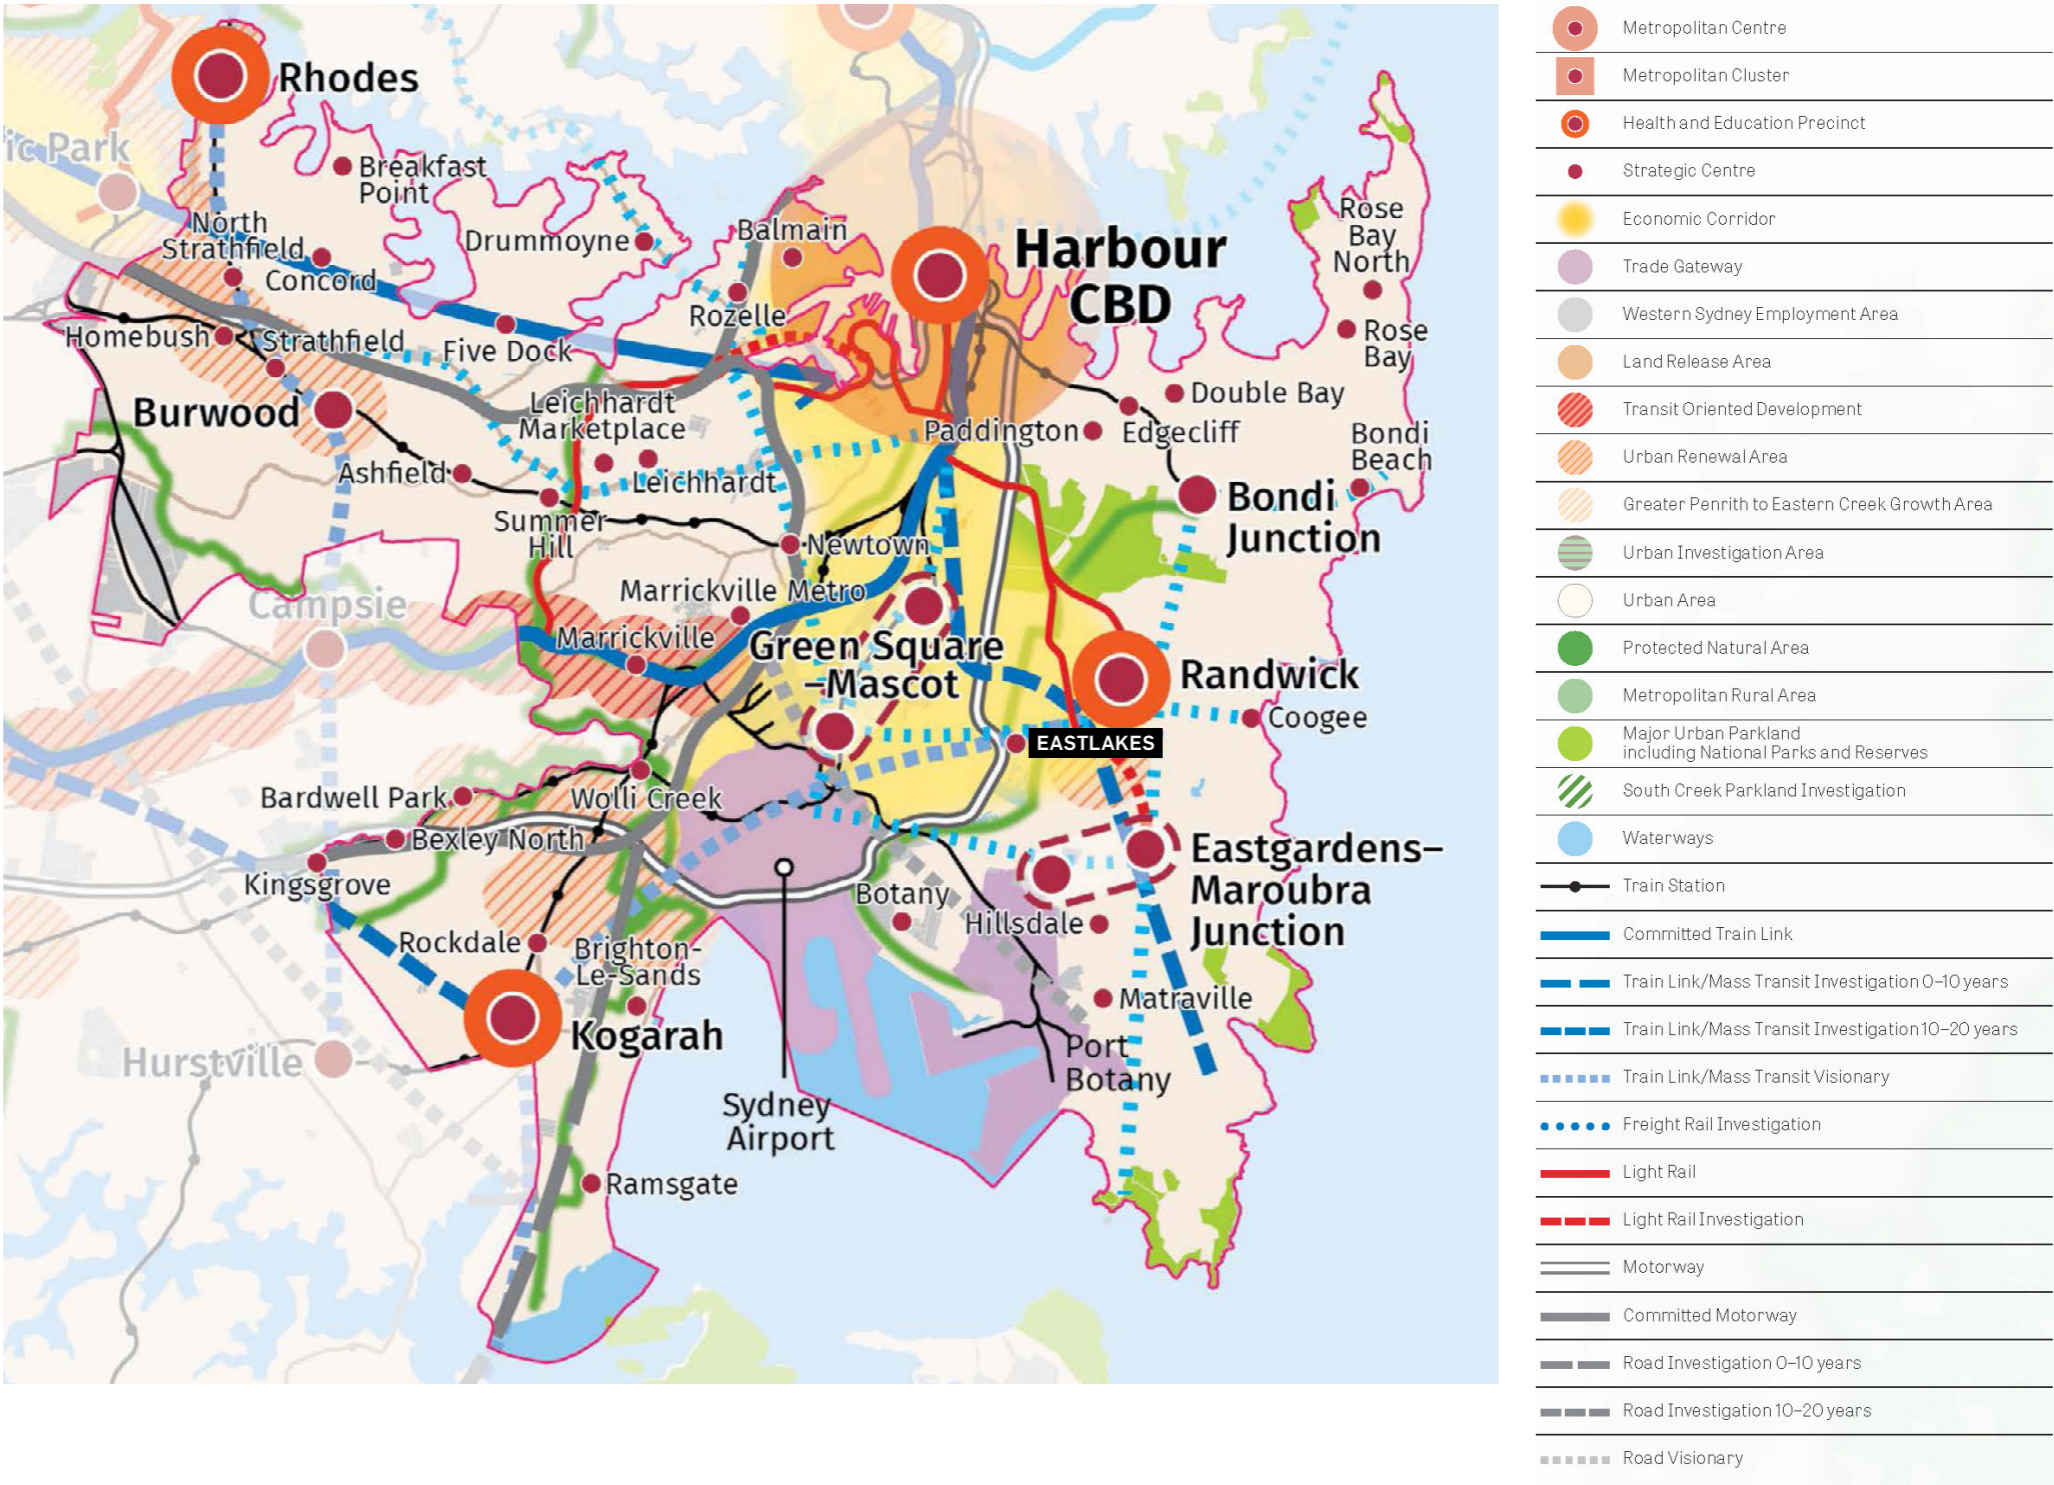 Rhodes
ic Park
Breakfast
Point
North
Strathfield
Concord
Drummoyne
Balmain
Harbour
CBD
Rose
Bay
North
Rozelle
Homebush
Strathfield
Five Dock
Rose
Bay
Burwood
Leichhardt
Marketplace
Double Bay
Paddington
Edgecliff
Bondi
Beach
Ashfield
Leichhardt
Bondi
Junction
Summer
Hill
Newtown
Campsie
Marrickville Metro
Marrickville
Green Square
–Mascot
Randwick
Coogee
EASTLAKES
Bardwell Park
Wolli Creek
Bexley North
Kingsgrove
Eastgardens–
Maroubra
Junction
Botany
Hillsdale
Rockdale
Brighton-
Le-Sands
Matraville
Kogarah
Hurstville
Port
Botany
Sydney
Airport
Ramsgate
Metropolitan Centre
Metropolitan Cluster
Health and Education Precinct
Strategic Centre
Economic Corridor
Trade Gateway
Western Sydney Employment Area
Land Release Area
Transit Oriented Development
Urban Renewal Area
Greater Penrith to Eastern Creek Growth Area
Urban Investigation Area
Urban Area
Protected Natural Area
Metropolitan Rural Area
Major Urban Parkland
including National Parks and Reserves
South Creek Parkland Investigation
Waterways
Train Station
Committed Train Link
Train Link/Mass Transit Investigation 0–10 years
Train Link/Mass Transit Investigation 10–20 years
Train Link/Mass Transit Visionary
Freight Rail Investigation
Light Rail
Light Rail Investigation
Motorway
Committed Motorway
Road Investigation 0–10 years
Road Investigation 10–20 years
Road Visionary